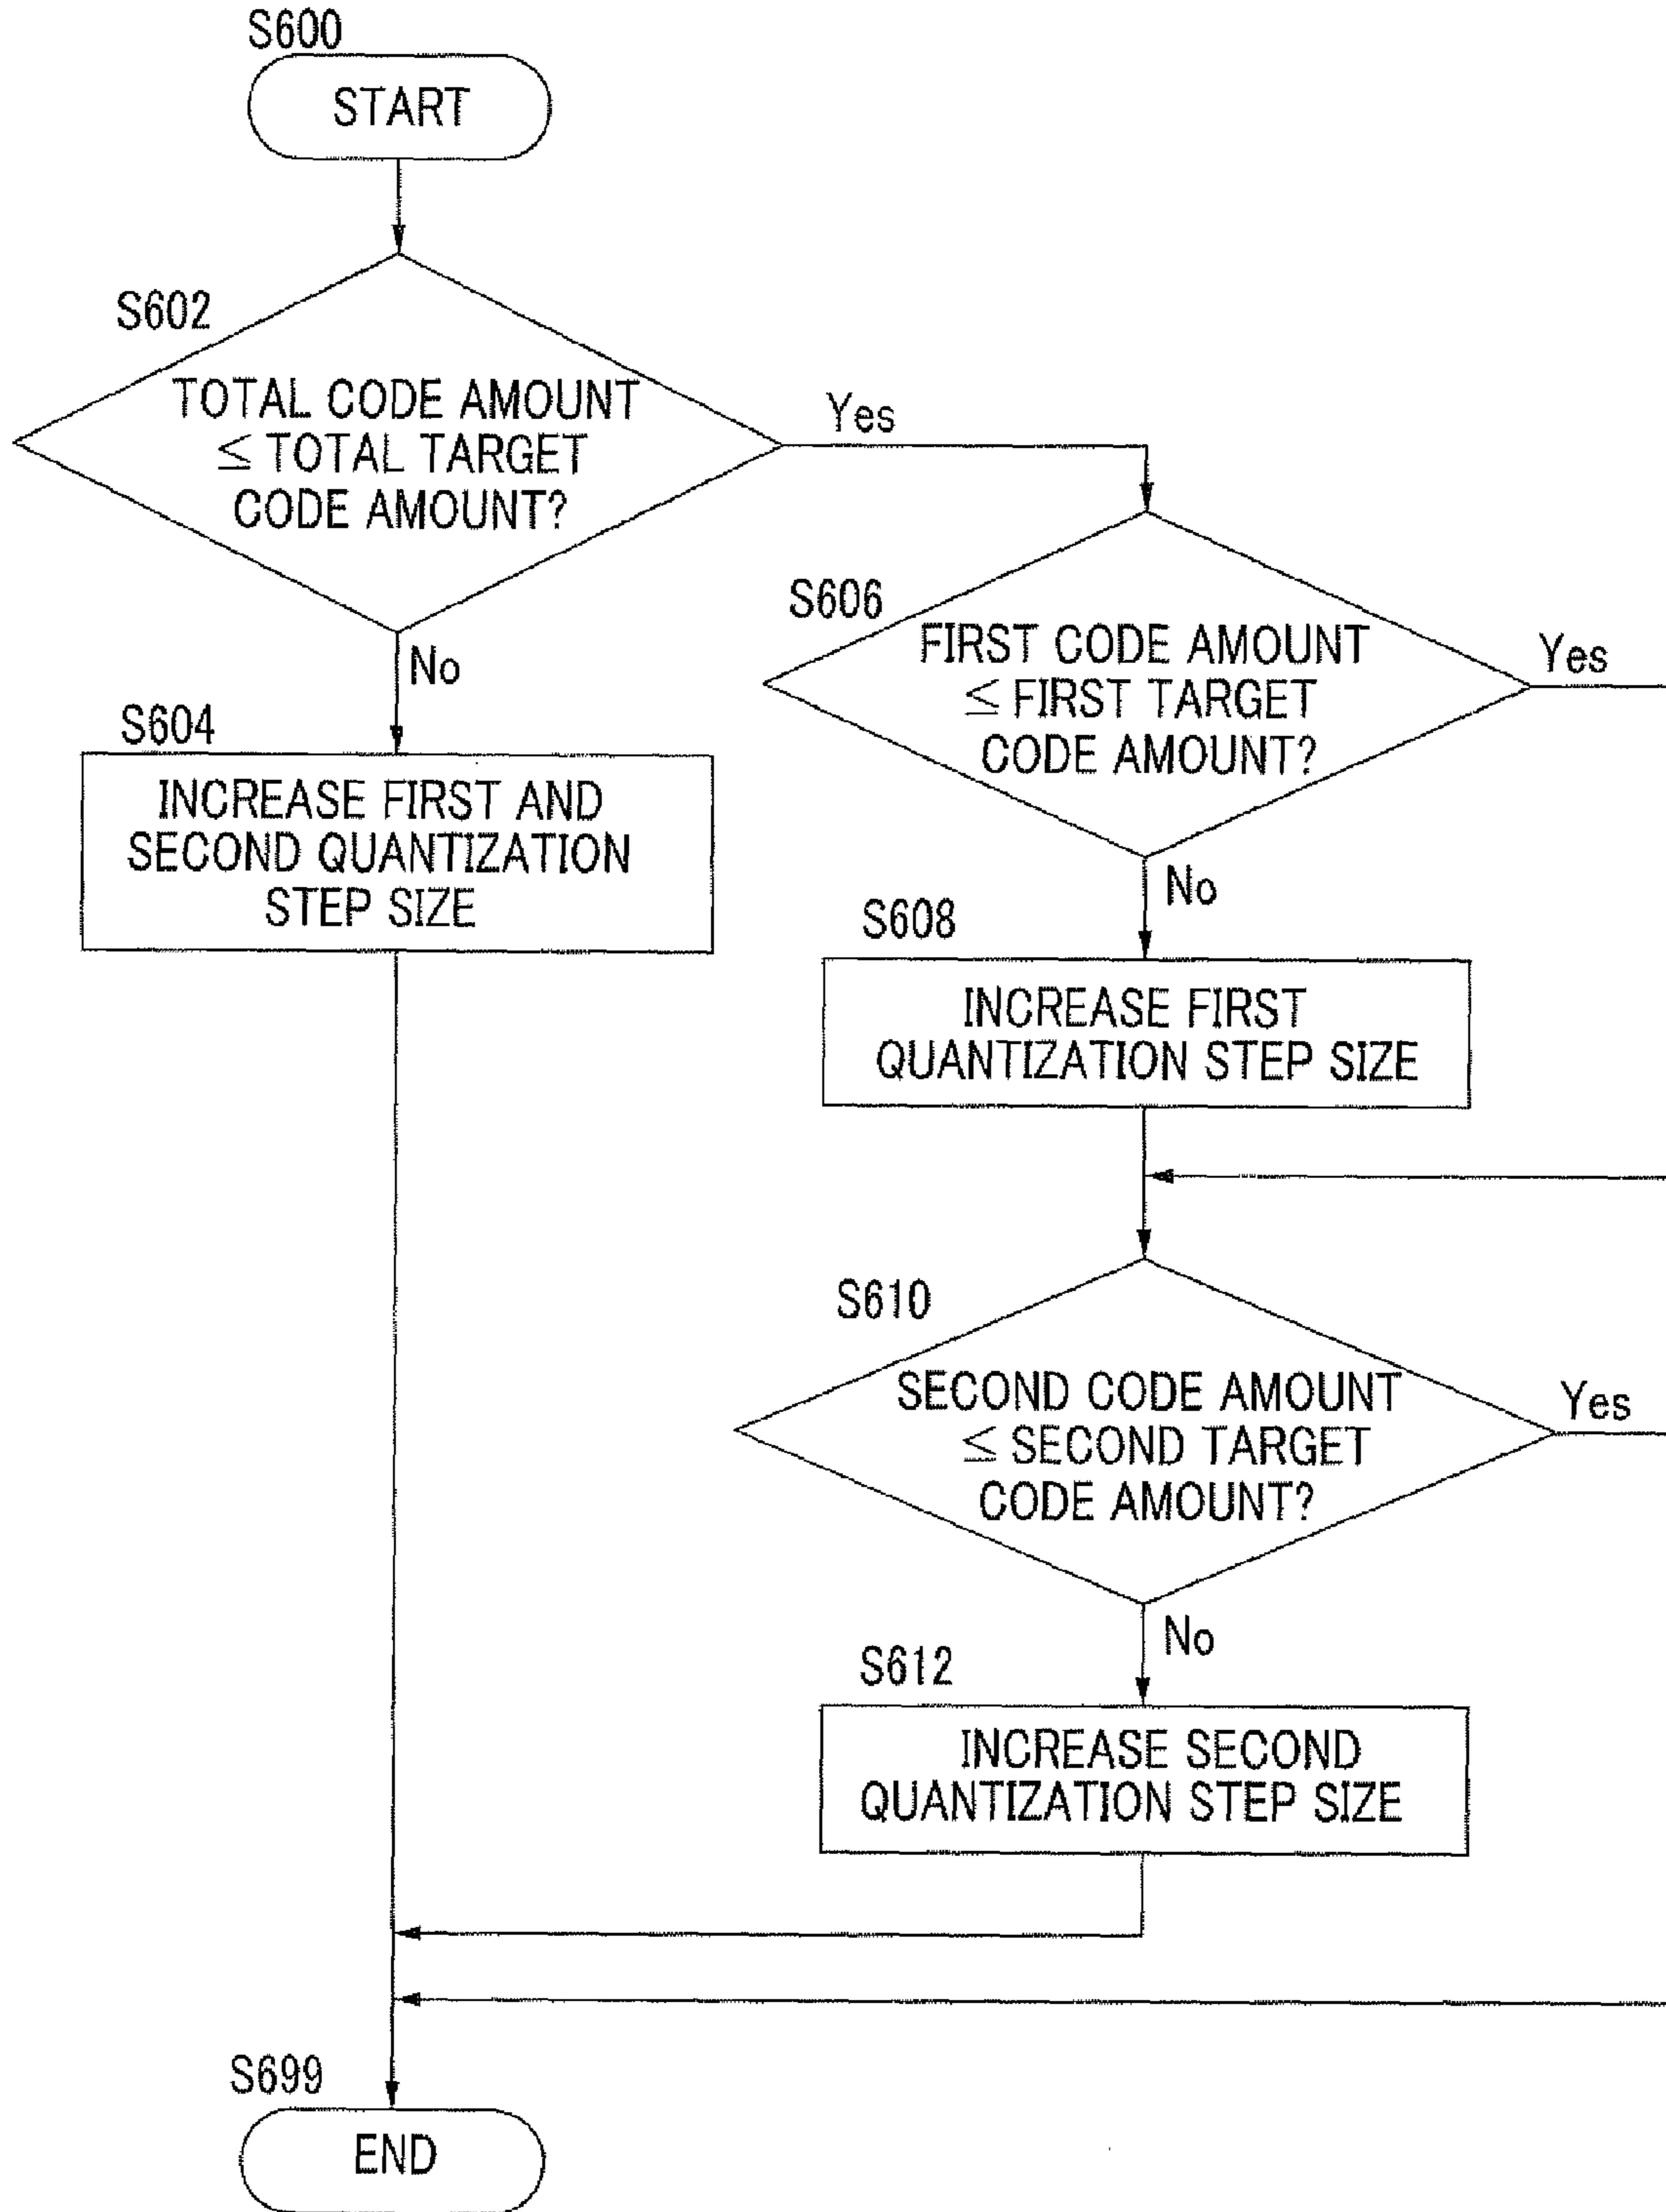 S600
START
S602
TOTAL CODE AMOUNT
≤ TOTAL TARGET
CODE AMOUNT?
Yes
No
S604
INCREASE FIRST AND
SECOND QUANTIZATION
STEP SIZE
S606
FIRST CODE AMOUNT
≤ FIRST TARGET
CODE AMOUNT?
Yes
No
S608
INCREASE FIRST
QUANTIZATION STEP SIZE
S610
SECOND CODE AMOUNT
≤ SECOND TARGET
CODE AMOUNT?
Yes
No
S612
INCREASE SECOND
QUANTIZATION STEP SIZE
S699
END